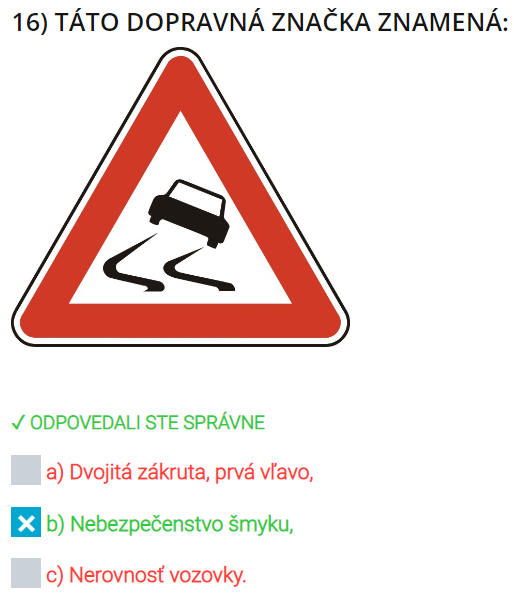 16) TÁTO DOPRAVNÁ ZNAČKA ZNAMENÁ:
✓ ODPOVEDALI STE SPRÁVNE
a) Dvojitá zákruta, prvá vľavo,
b) Nebezpečenstvo šmyku,
c) Nerovnosť vozovky.